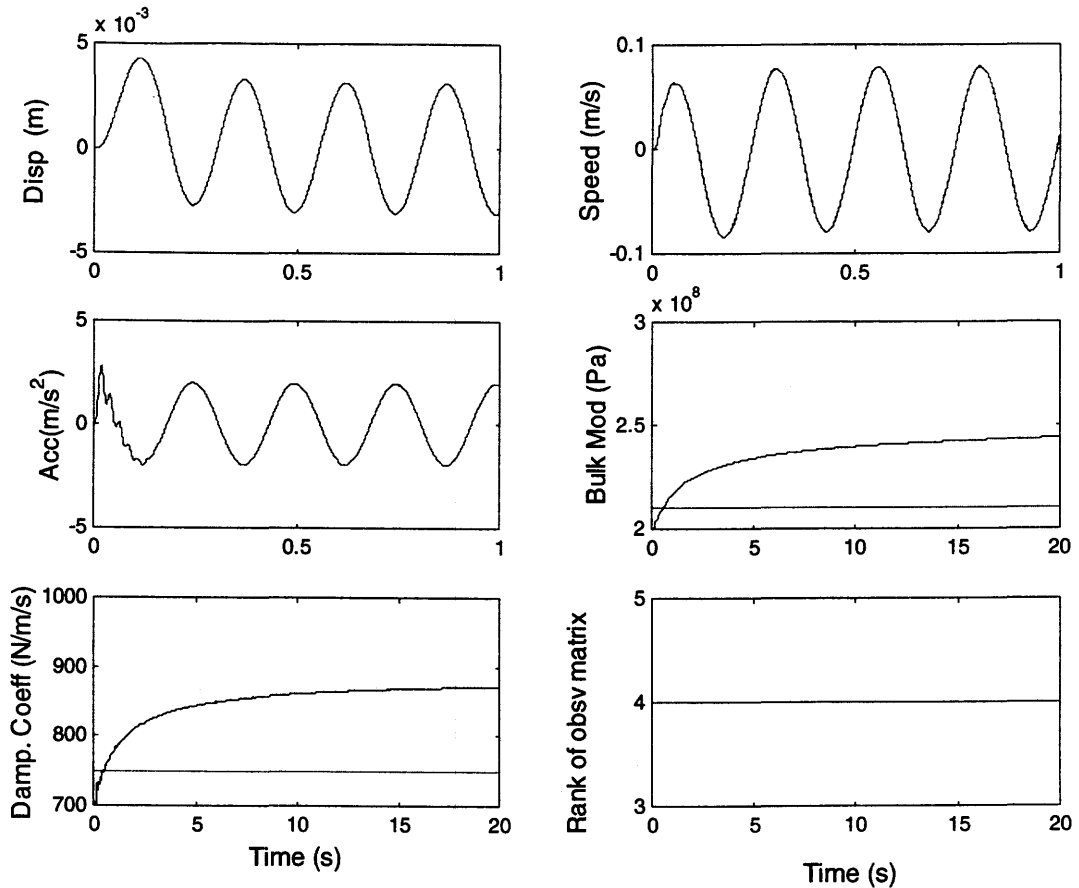 x 10⁻³
5
0
-5
Disp (m)
0 0.5 1
0.1
0
-0.1
Speed (m/s)
0 0.5 1
5
0
-5
Acc(m/s²)
0 0.5 1
x 10⁸
3
2.5
2
Bulk Mod (Pa)
0 5 10 15 20
1000
900
800
700
Damp. Coeff (N/m/s)
0 5 10 15 20
Time (s)
5
4
3
Rank of obsv matrix
0 5 10 15 20
Time (s)